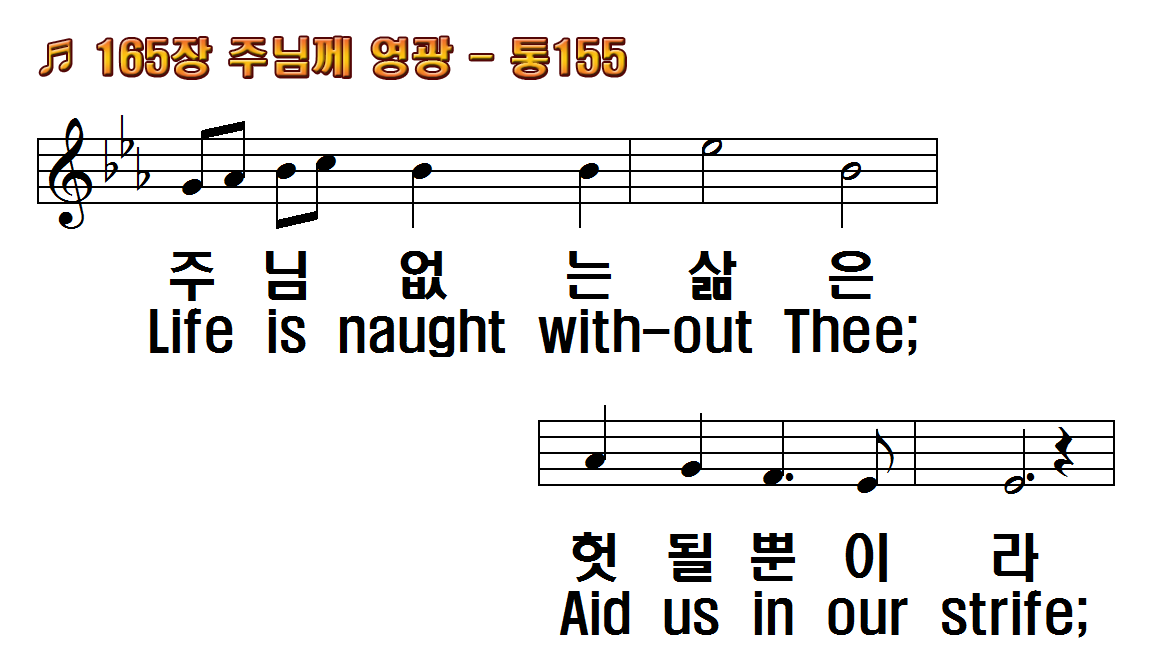 ♬ 165장 주님께 영광 - 통155
주 님 없 는 삶 은
Life is naught with-out Thee;
헛 될 뿐 이 라
Aid us in our strife;